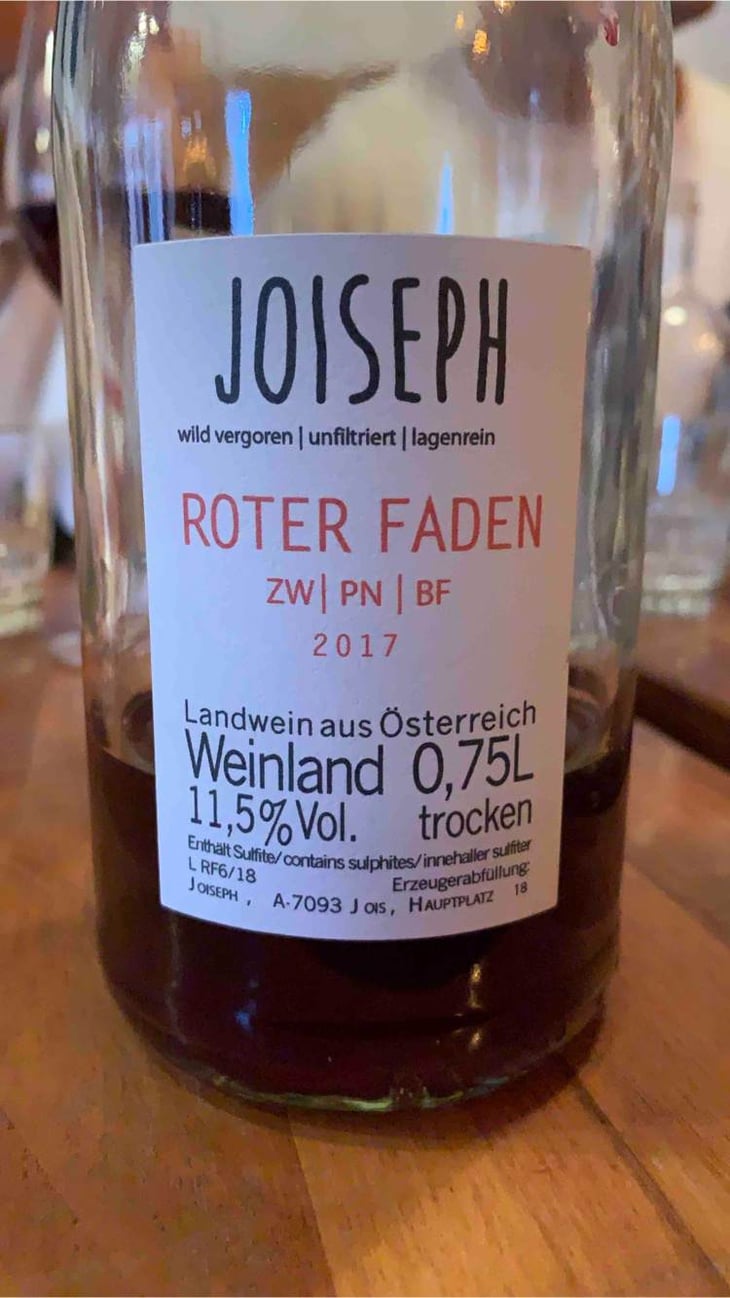 JOISEPH
wild vergoren | unfiltriert | lagenrein
ROTER FADEN
ZW | PN | BF
2017
Landwein aus Österreich
Weinland 0,75L
11,5% Vol. trocken
Enthält Sulfite/contains sulphites/innehaller sulfiter
L RF6/18 Erzeugerabfüllung:
JOISEPH , A-7093 JOIS, HAUPTPLATZ 18